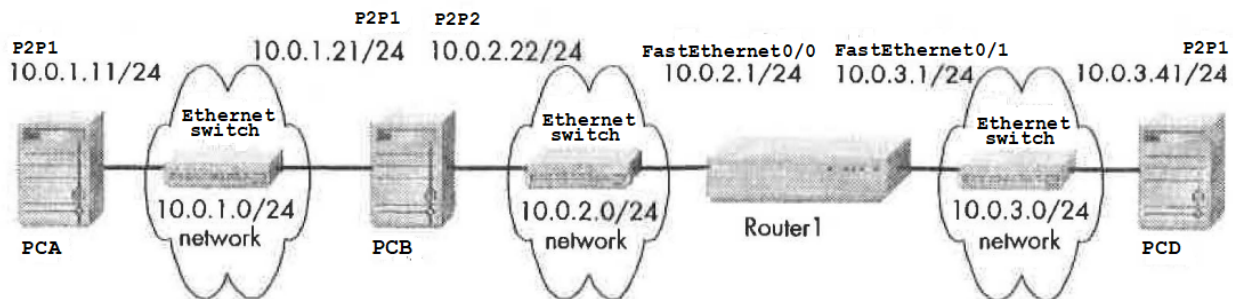 P2P1
10.0.1.11/24
P2P1
10.0.1.21/24
P2P2
10.0.2.22/24
FastEthernet0/0
10.0.2.1/24
FastEthernet0/1
10.0.3.1/24
P2P1
10.0.3.41/24
Ethernet
switch
10.0.1.0/24
network
Ethernet
switch
10.0.2.0/24
network
Ethernet
switch
10.0.3.0/24
network
PCA
PCB
Router1
PCD